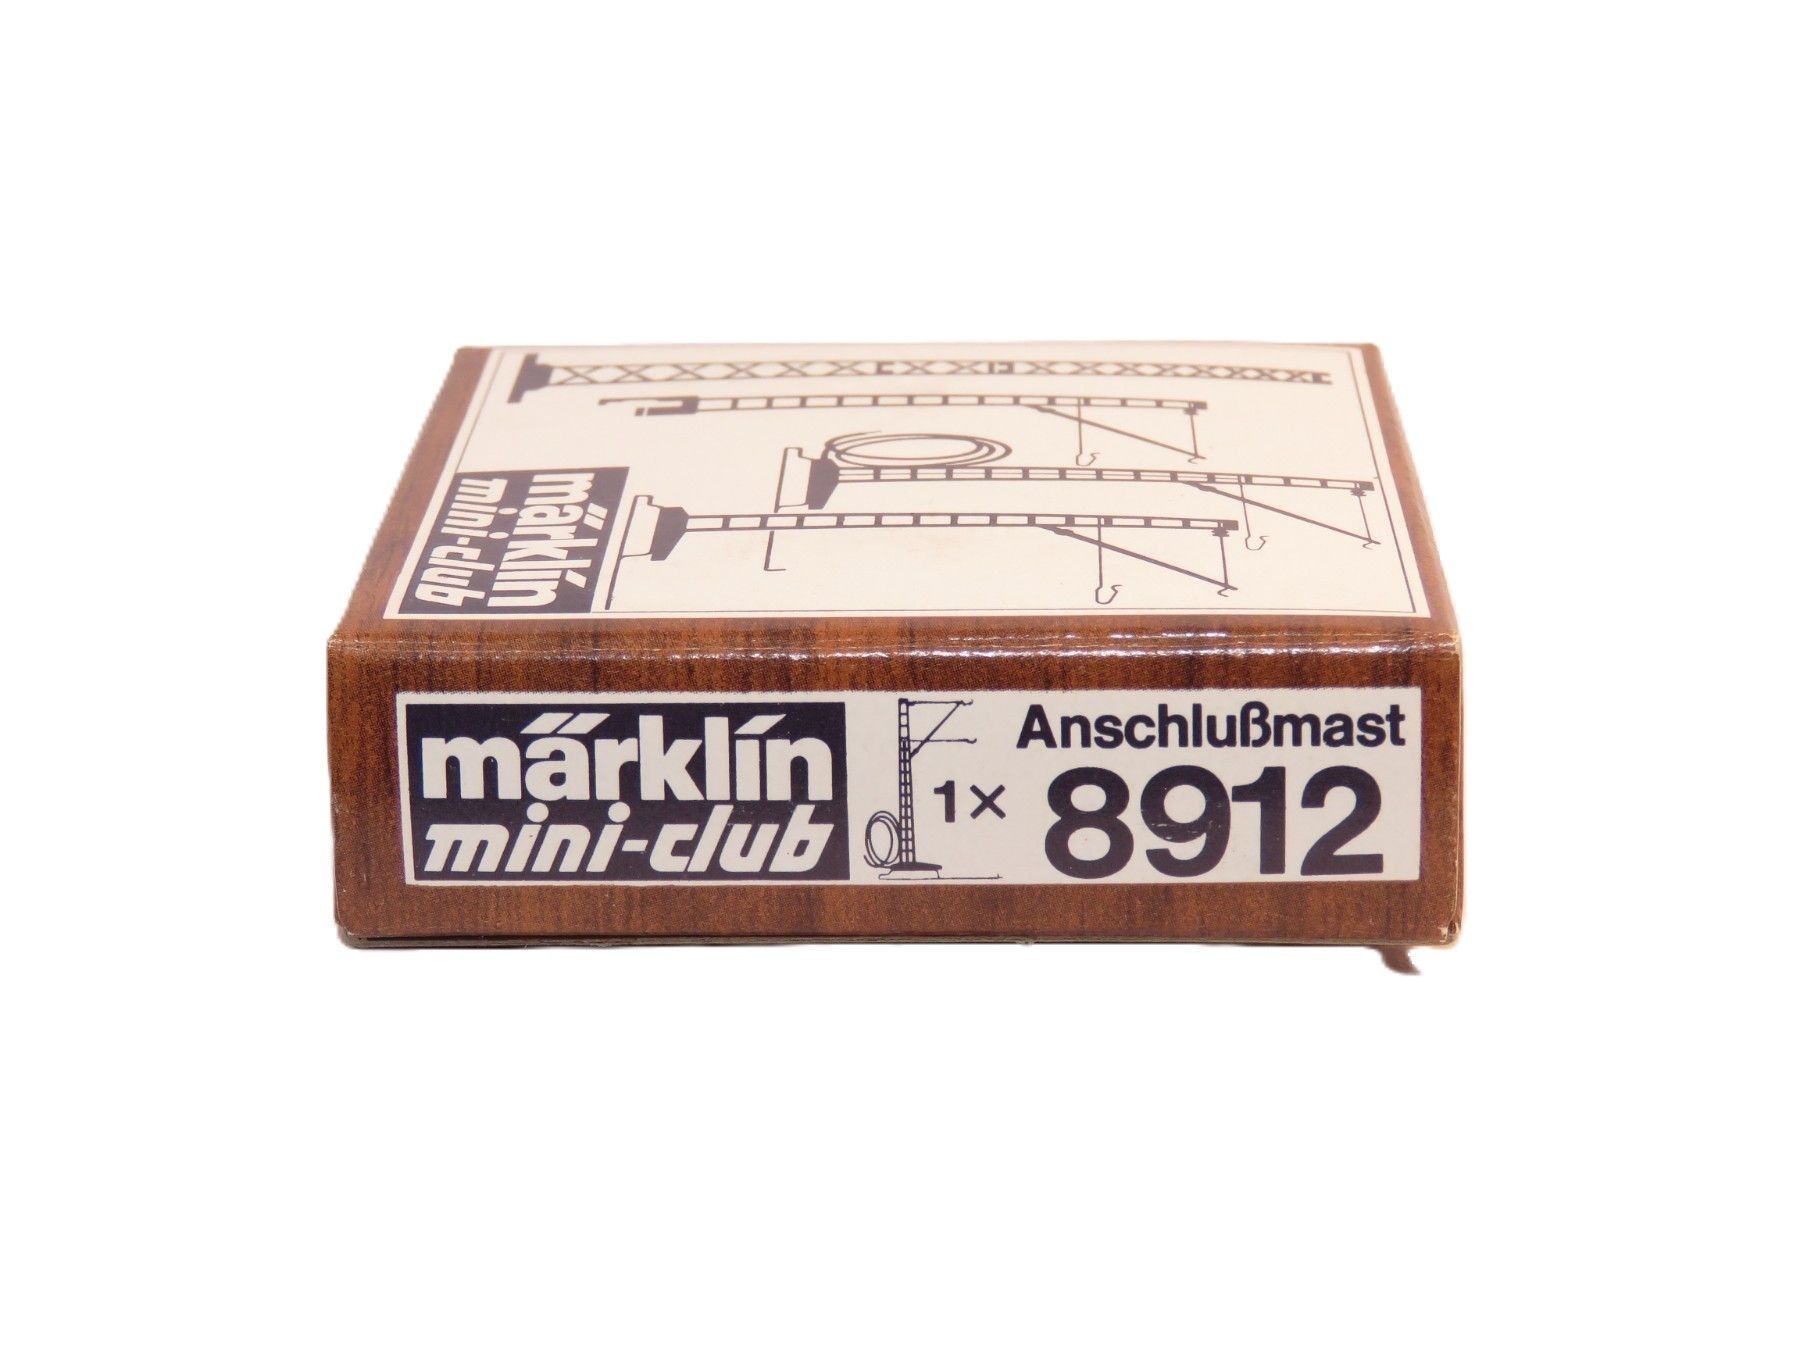 märklin
mini-club
märklin
mini-club
1×
Anschlußmast
8912